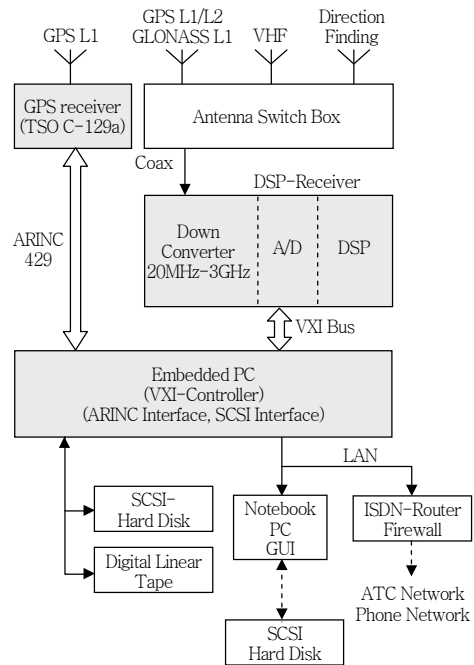 GPS L1
GPS L1/L2
GLONASS L1
VHF
Direction
Finding
GPS receiver
(TSO C-129a)
Antenna Switch Box
Coax
DSP-Receiver
ARINC
429
Down
Converter
20MHz-3GHz
A/D
DSP
VXI Bus
Embedded PC
(VXI-Controller)
(ARINC Interface, SCSI Interface)
LAN
SCSI-
Hard Disk
Notebook
PC
GUI
ISDN-Router
Firewall
Digital Linear
Tape
ATC Network
Phone Network
SCSI
Hard Disk